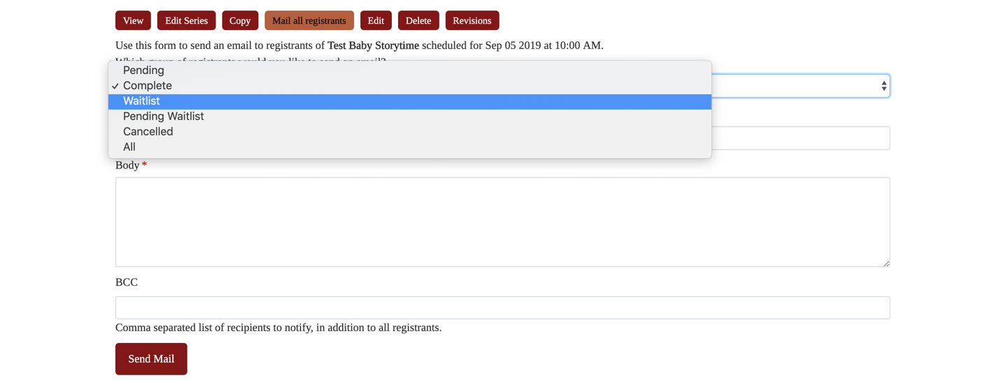 View Edit Series Copy Mail all registrants Edit Delete Revisions
Use this form to send an email to registrants of Test Baby Storytime scheduled for Sep 05 2019 at 10:00 AM.
Which group of registrants would you like to send an email?
Pending
✓ Complete
Waitlist
Pending Waitlist
Cancelled
All
Body *
BCC
Comma separated list of recipients to notify, in addition to all registrants.
Send Mail